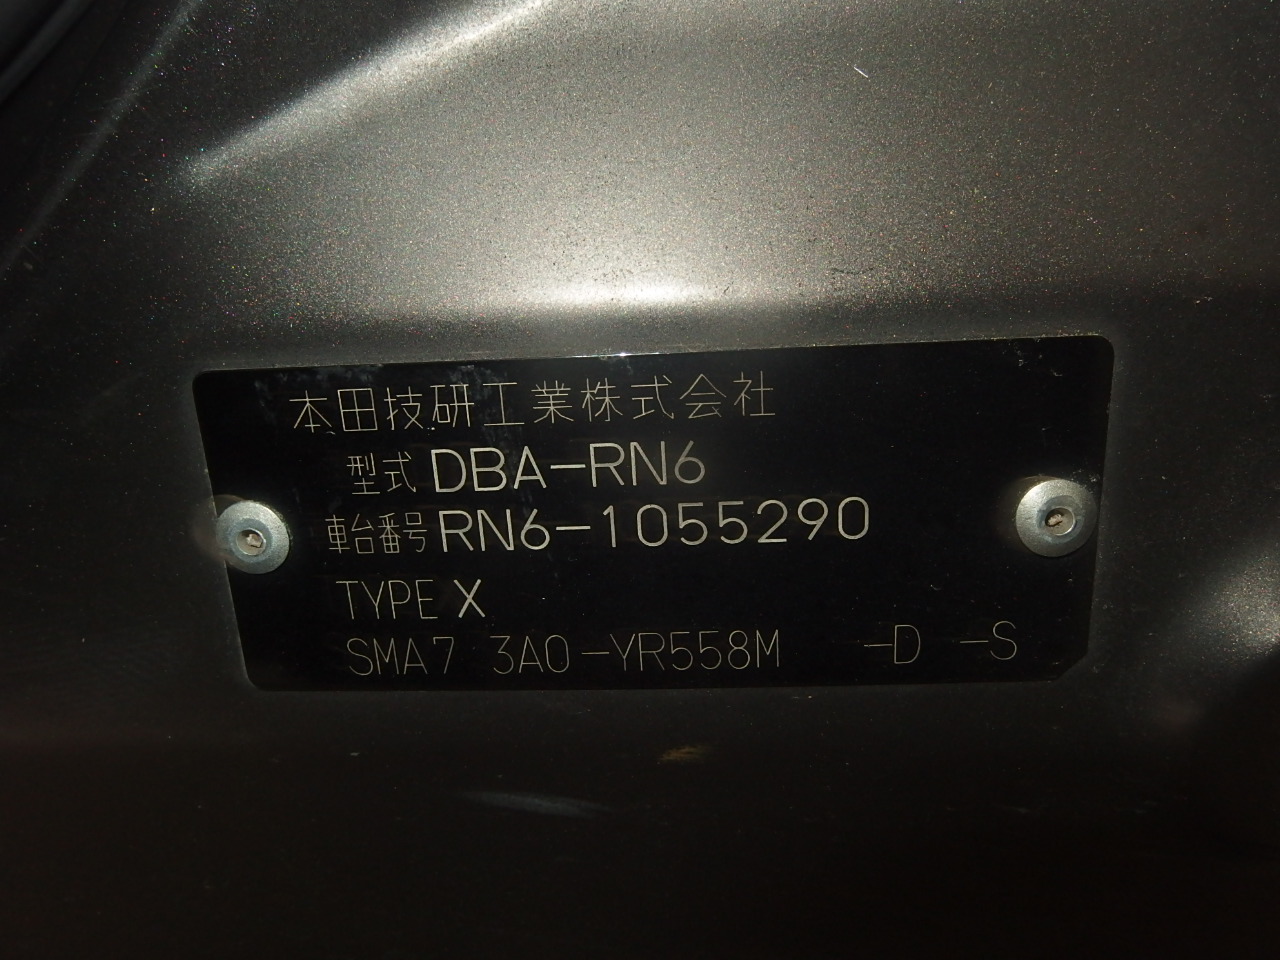 本田技研工業株式会社
型式 DBA-RN6
車台番号 RN6-1055290
TYPE X
SMA7 3A0-YR558M -D -S